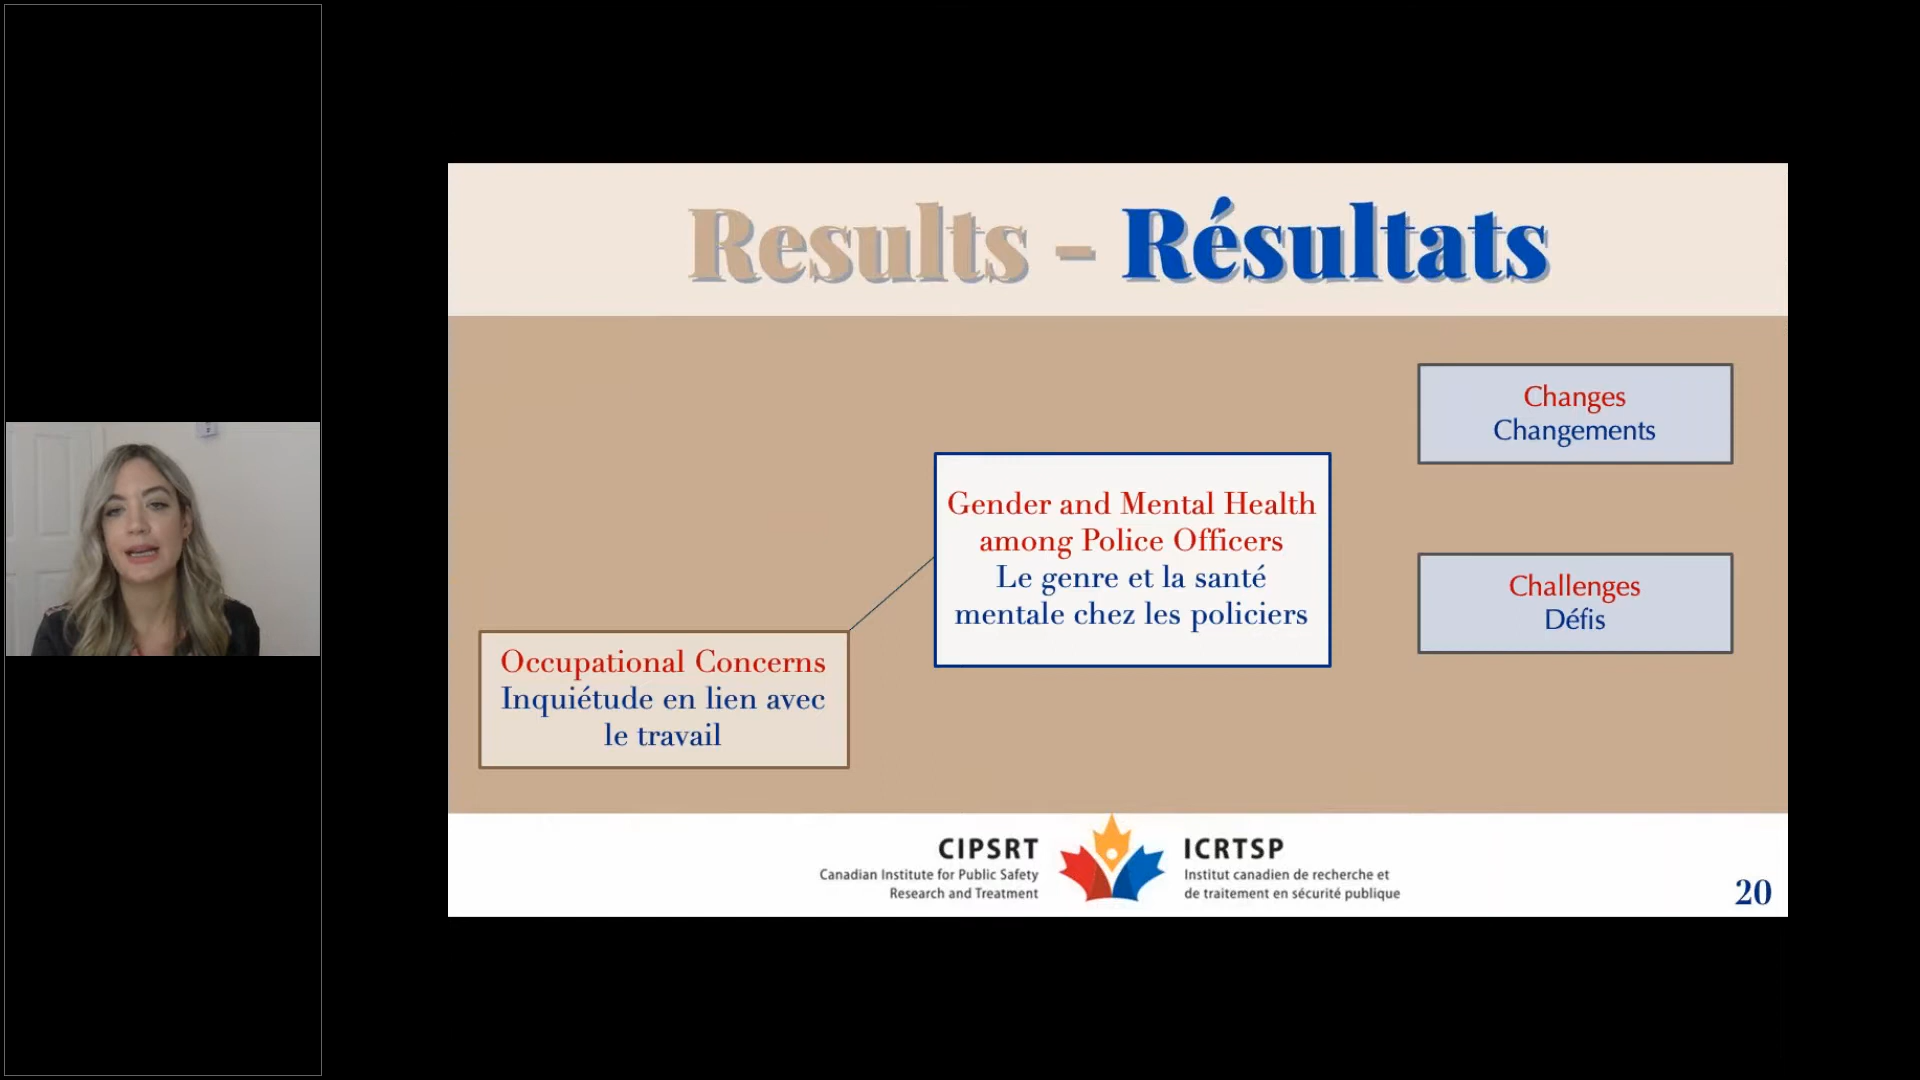 Results - Résultats
Changes
Changements
Gender and Mental Health
among Police Officers
Le genre et la santé
mentale chez les policiers
Challenges
Défis
Occupational Concerns
Inquiétude en lien avec
le travail
CIPSRT
Canadian Institute for Public Safety
Research and Treatment
ICRTSP
Institut canadien de recherche et
de traitement en sécurité publique
20